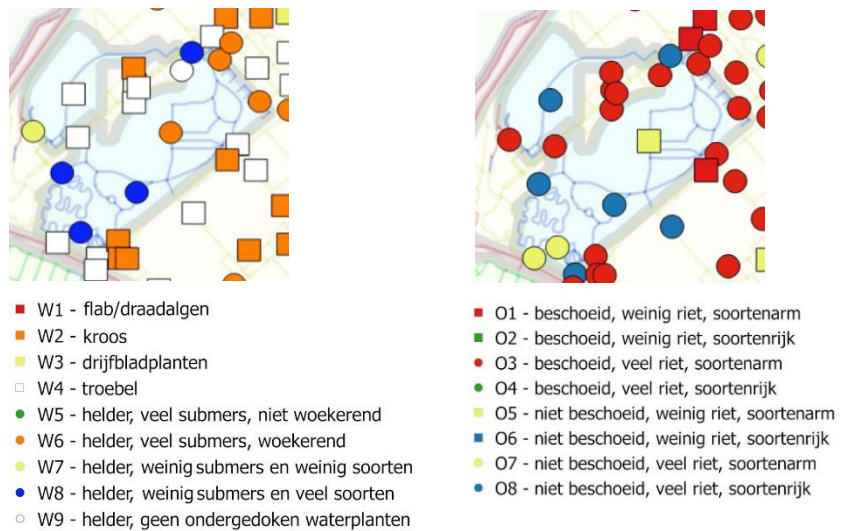 W1 - flab/draadalgen
W2 - kroos
W3 - drijfbladplanten
W4 - troebel
W5 - helder, veel submers, niet woekerend
W6 - helder, veel submers, woekerend
W7 - helder, weinig submers en weinig soorten
W8 - helder, weinig submers en veel soorten
W9 - helder, geen ondergedoken waterplanten
O1 - beschoeid, weinig riet, soortenarm
O2 - beschoeid, weinig riet, soortenrijk
O3 - beschoeid, veel riet, soortenarm
O4 - beschoeid, veel riet, soortenrijk
O5 - niet beschoeid, weinig riet, soortenarm
O6 - niet beschoeid, weinig riet, soortenrijk
O7 - niet beschoeid, veel riet, soortenarm
O8 - niet beschoeid, veel riet, soortenrijk